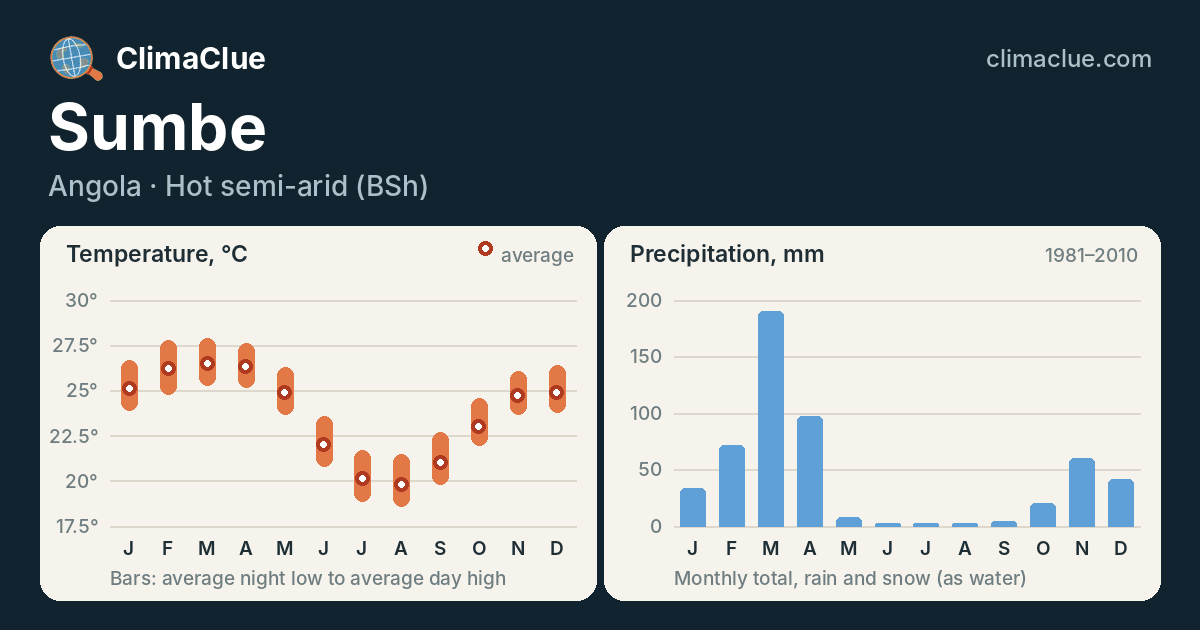 ClimaClue
climaclue.com
Sumbe
Angola · Hot semi-arid (BSh)
Temperature, °C
average
30°
27.5°
25°
22.5°
20°
17.5°
J F M A M J J A S O N D
Bars: average night low to average day high
Precipitation, mm
1981–2010
200
150
100
50
0
J F M A M J J A S O N D
Monthly total, rain and snow (as water)